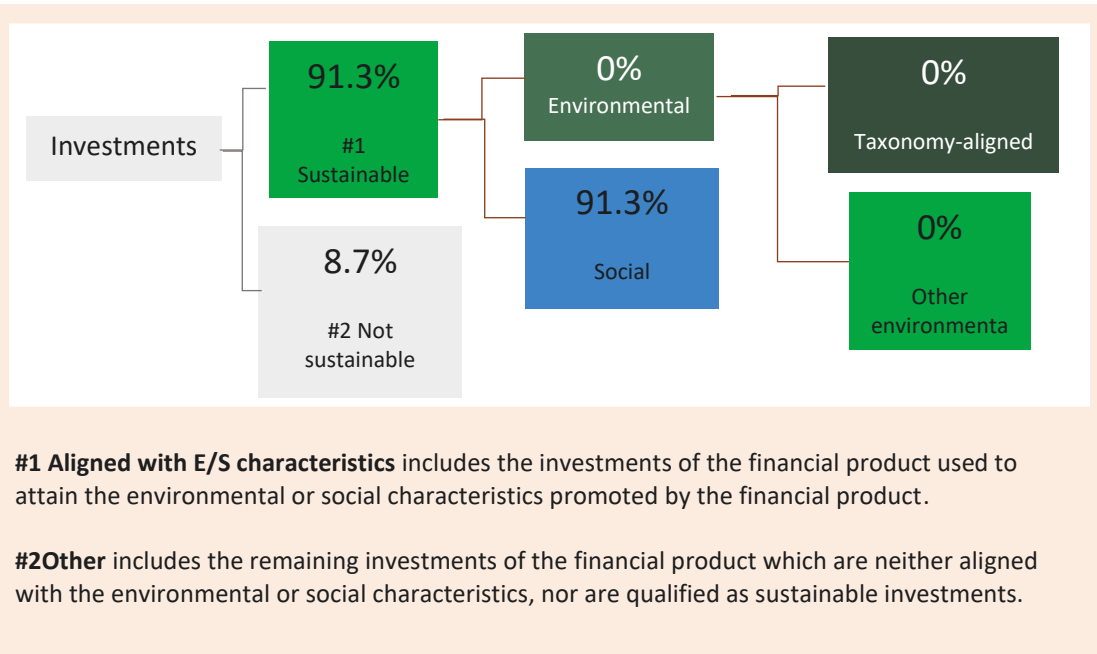 Investments
91.3%
#1
Sustainable
8.7%
#2 Not
sustainable
0%
Environmental
91.3%
Social
0%
Taxonomy-aligned
0%
Other
environmenta
#1 Aligned with E/S characteristics includes the investments of the financial product used to
attain the environmental or social characteristics promoted by the financial product.
#2Other includes the remaining investments of the financial product which are neither aligned
with the environmental or social characteristics, nor are qualified as sustainable investments.